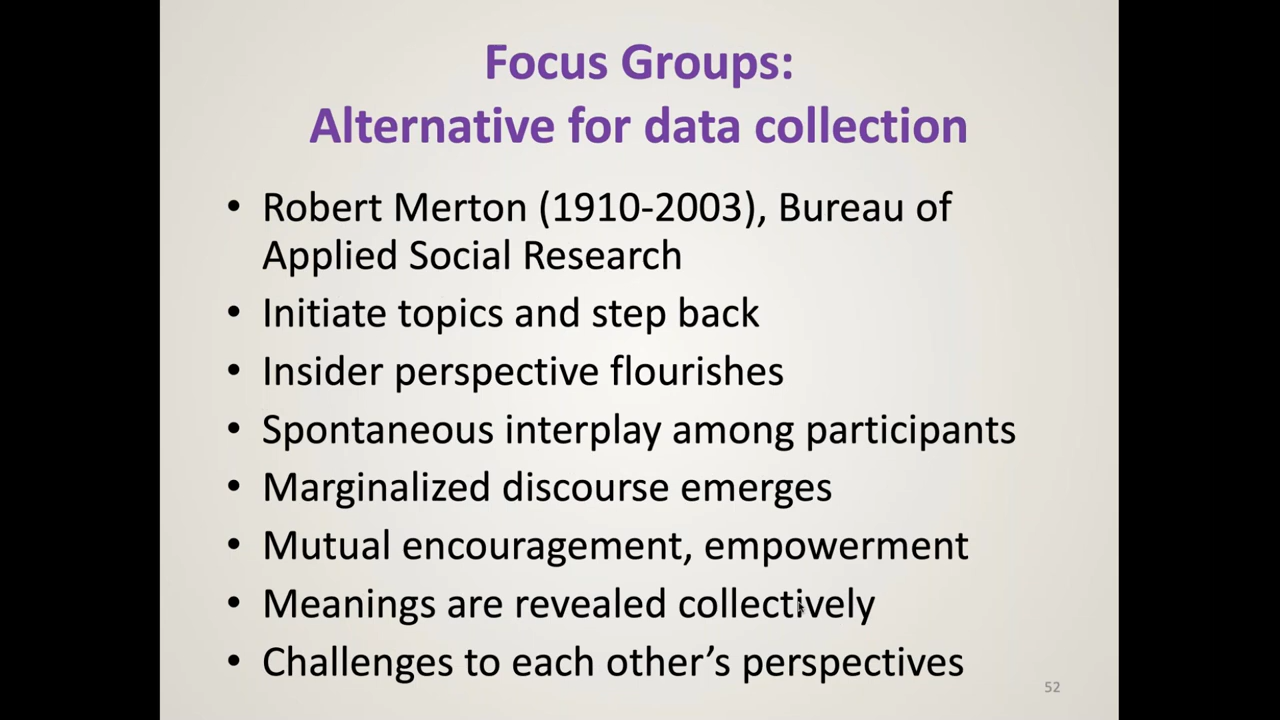 Focus Groups:
Alternative for data collection
• Robert Merton (1910-2003), Bureau of
Applied Social Research
• Initiate topics and step back
• Insider perspective flourishes
• Spontaneous interplay among participants
• Marginalized discourse emerges
• Mutual encouragement, empowerment
• Meanings are revealed collectively
• Challenges to each other’s perspectives
52